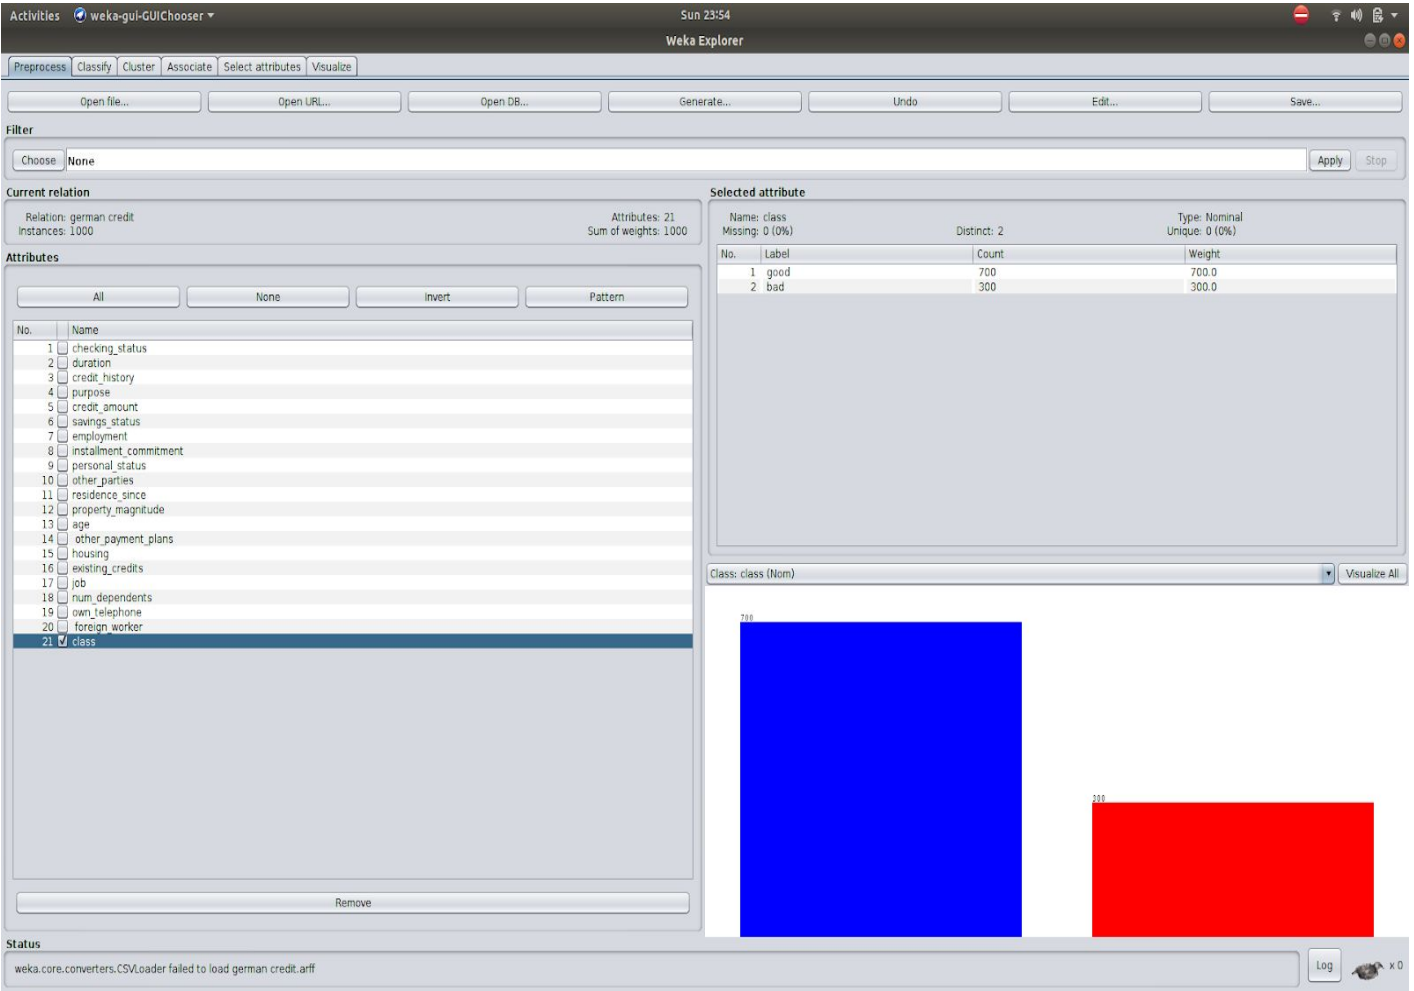 Activities weka-gui-GUIChooser Sun 23:54
Weka Explorer
Preprocess Classify Cluster Associate Select attributes Visualize
Open file... Open URL... Open DB... Generate... Undo Edit... Save...
Filter
Choose None Apply Stop
Current relation
Relation: german credit Attributes: 21
Instances: 1000 Sum of weights: 1000
Attributes
All None Invert Pattern
No. Name
1 checking_status
2 duration
3 credit_history
4 purpose
5 credit_amount
6 savings_status
7 employment
8 installment_commitment
9 personal_status
10 other_parties
11 residence_since
12 property_magnitude
13 age
14 other_payment_plans
15 housing
16 existing_credits
17 job
18 num_dependents
19 own_telephone
20 foreign_worker
21 class
Remove
Selected attribute
Name: class Type: Nominal
Missing: 0 (0%) Distinct: 2 Unique: 0 (0%)
No. Label Count Weight
1 good 700 700.0
2 bad 300 300.0
Class: class (Nom) Visualize All
700
300
Status
weka.core.converters.CSVLoader failed to load german credit.arff
Log x 0